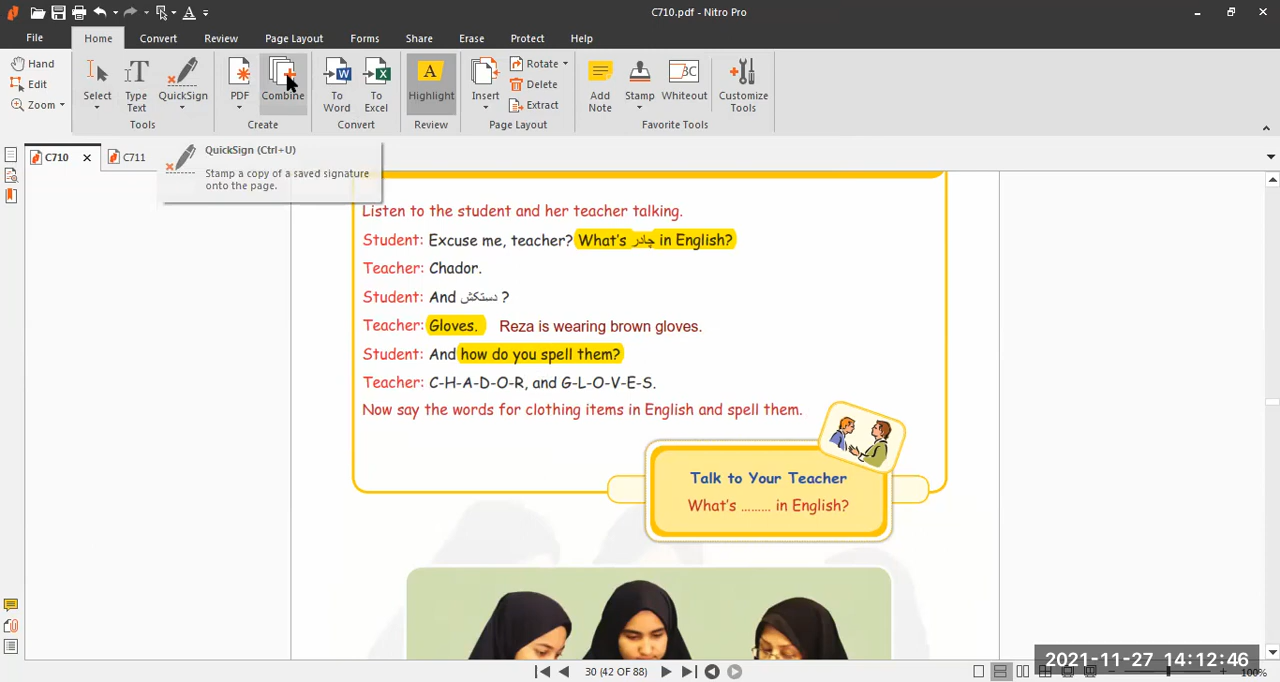 C710.pdf - Nitro Pro
File Home Convert Review Page Layout Forms Share Erase Protect Help
Hand
Edit
Zoom
Select
Type Text
QuickSign
Tools
PDF
Combine
Create
To Word
To Excel
Convert
Highlight
Review
Insert
Rotate
Delete
Extract
Page Layout
Add Note
Stamp
Whiteout
Favorite Tools
Customize Tools
C710
C711
QuickSign (Ctrl+U)
Stamp a copy of a saved signature
onto the page.
Listen to the student and her teacher talking.
Student: Excuse me, teacher? What's چادر in English?
Teacher: Chador.
Student: And دستکش ?
Teacher: Gloves. Reza is wearing brown gloves.
Student: And how do you spell them?
Teacher: C-H-A-D-O-R, and G-L-O-V-E-S.
Now say the words for clothing items in English and spell them.
Talk to Your Teacher
What's ......... in English?
30 (42 OF 88)
2021-11-27 14:12:46
100%